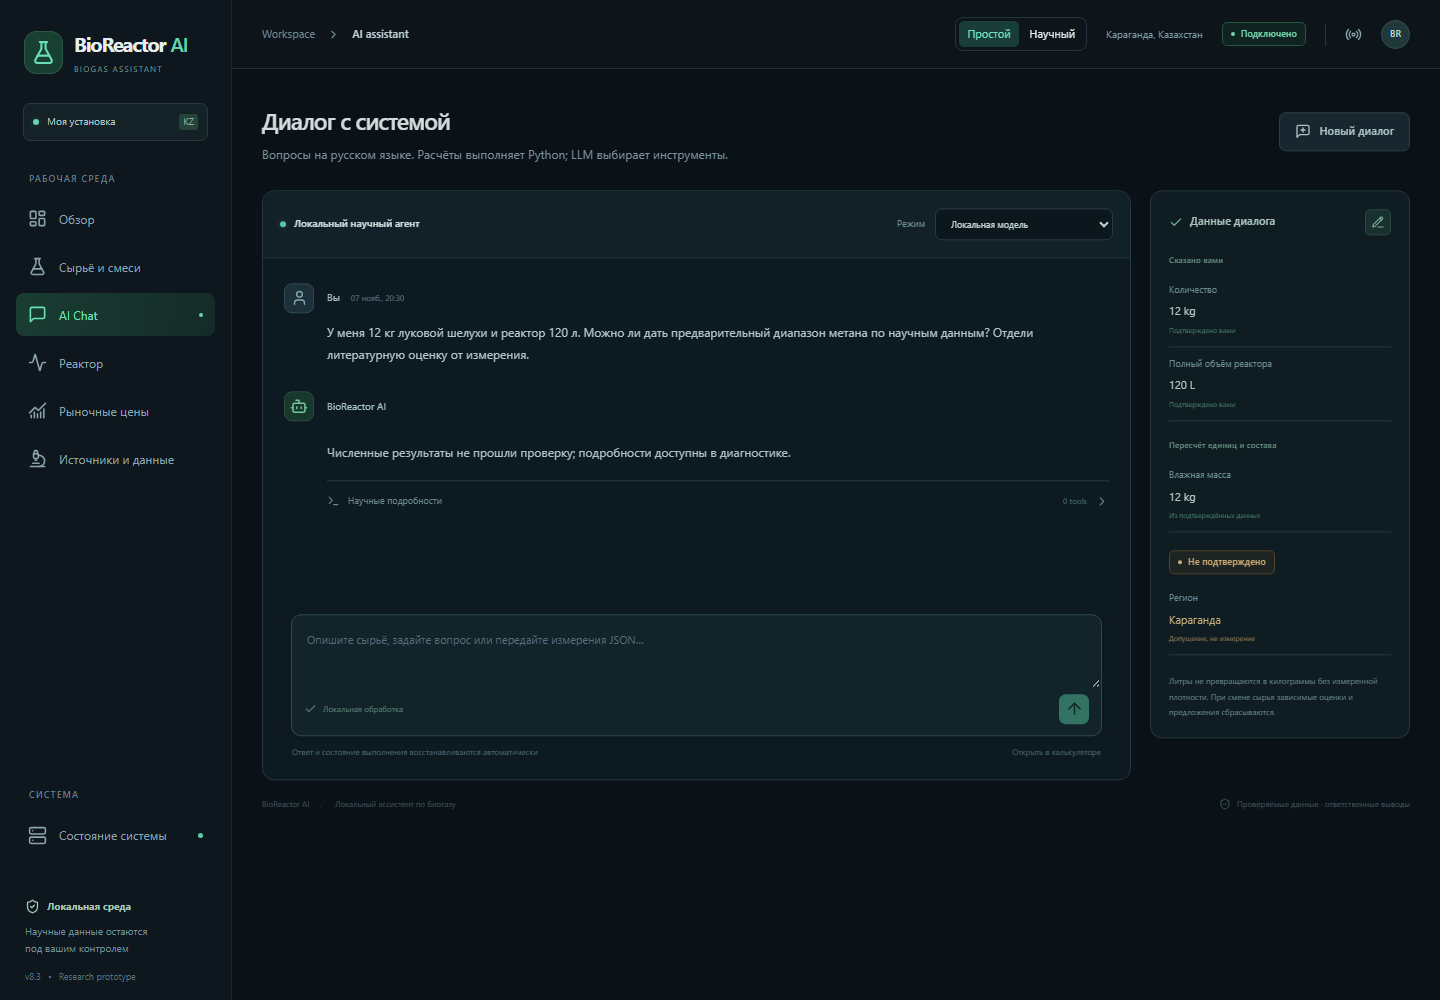 BioReactor AI
BIOGAS ASSISTANT
Моя установка
KZ
РАБОЧАЯ СРЕДА
Обзор
Сырьё и смеси
AI Chat
Реактор
Рыночные цены
Источники и данные
СИСТЕМА
Состояние системы
Локальная среда
Научные данные остаются
под вашим контролем
v8.3 • Research prototype
Workspace > AI assistant
Простой
Научный
Караганда, Казахстан
Подключено
BR
Диалог с системой
Вопросы на русском языке. Расчёты выполняет Python; LLM выбирает инструменты.
Новый диалог
Локальный научный агент
Режим
Локальная модель
Вы
07 нояб., 20:30
У меня 12 кг луковой шелухи и реактор 120 л. Можно ли дать предварительный диапазон метана по научным данным? Отдели
литературную оценку от измерения.
BioReactor AI
Численные результаты не прошли проверку; подробности доступны в диагностике.
Научные подробности
0 tools
Опишите сырьё, задайте вопрос или передайте измерения JSON...
Локальная обработка
Ответ и состояние выполнения восстанавливаются автоматически
Открыть в калькуляторе
Данные диалога
Сказано вами
Количество
12 kg
Подтверждено вами
Полный объём реактора
120 L
Подтверждено вами
Пересчёт единиц и состава
Влажная масса
12 kg
Из подтверждённых данных
Не подтверждено
Регион
Караганда
Допущение, не измерение
Литры не превращаются в килограммы без измеренной
плотности. При смене сырья зависимые оценки и
предложения сбрасываются.
BioReactor AI / Локальный ассистент по биогазу
Проверяемые данные · ответственные выводы